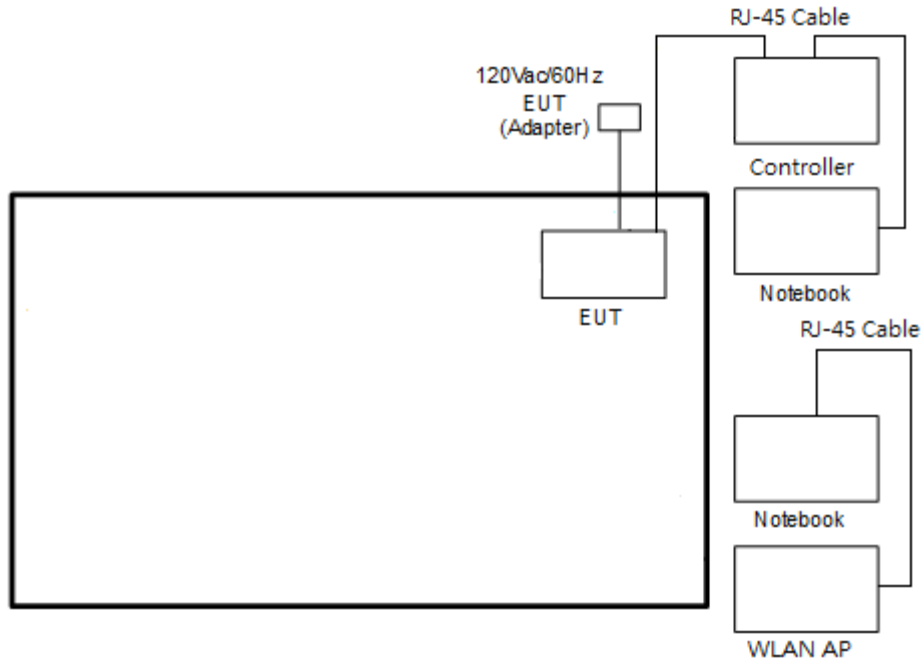 RJ-45 Cable
120Vac/60Hz
EUT
(Adapter)
Controller
Notebook
EUT
RJ-45 Cable
Notebook
WLAN AP